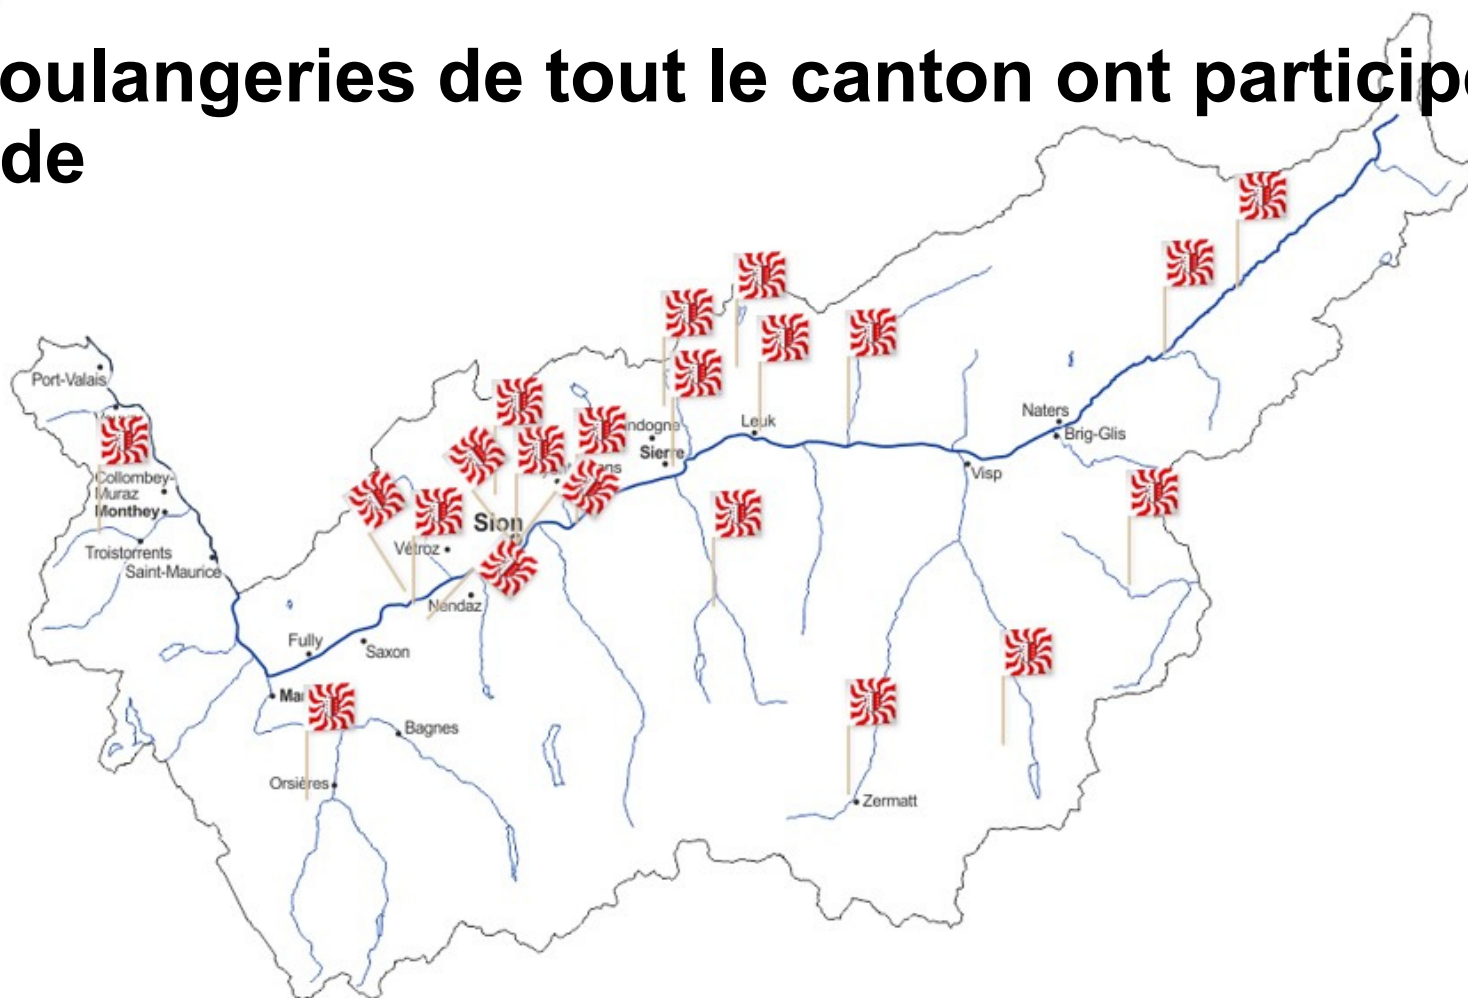 oulangeries de tout le canton ont particip
de
Port-Valais
Collombey-
Muraz
Monthey
Troistorrents
Saint-Maurice
Vétroz
Sion
Nendaz
Fully
Saxon
Bagnes
Orsières
ndogne
Sierre
Leuk
Naters
Brig-Glis
Visp
Zermatt